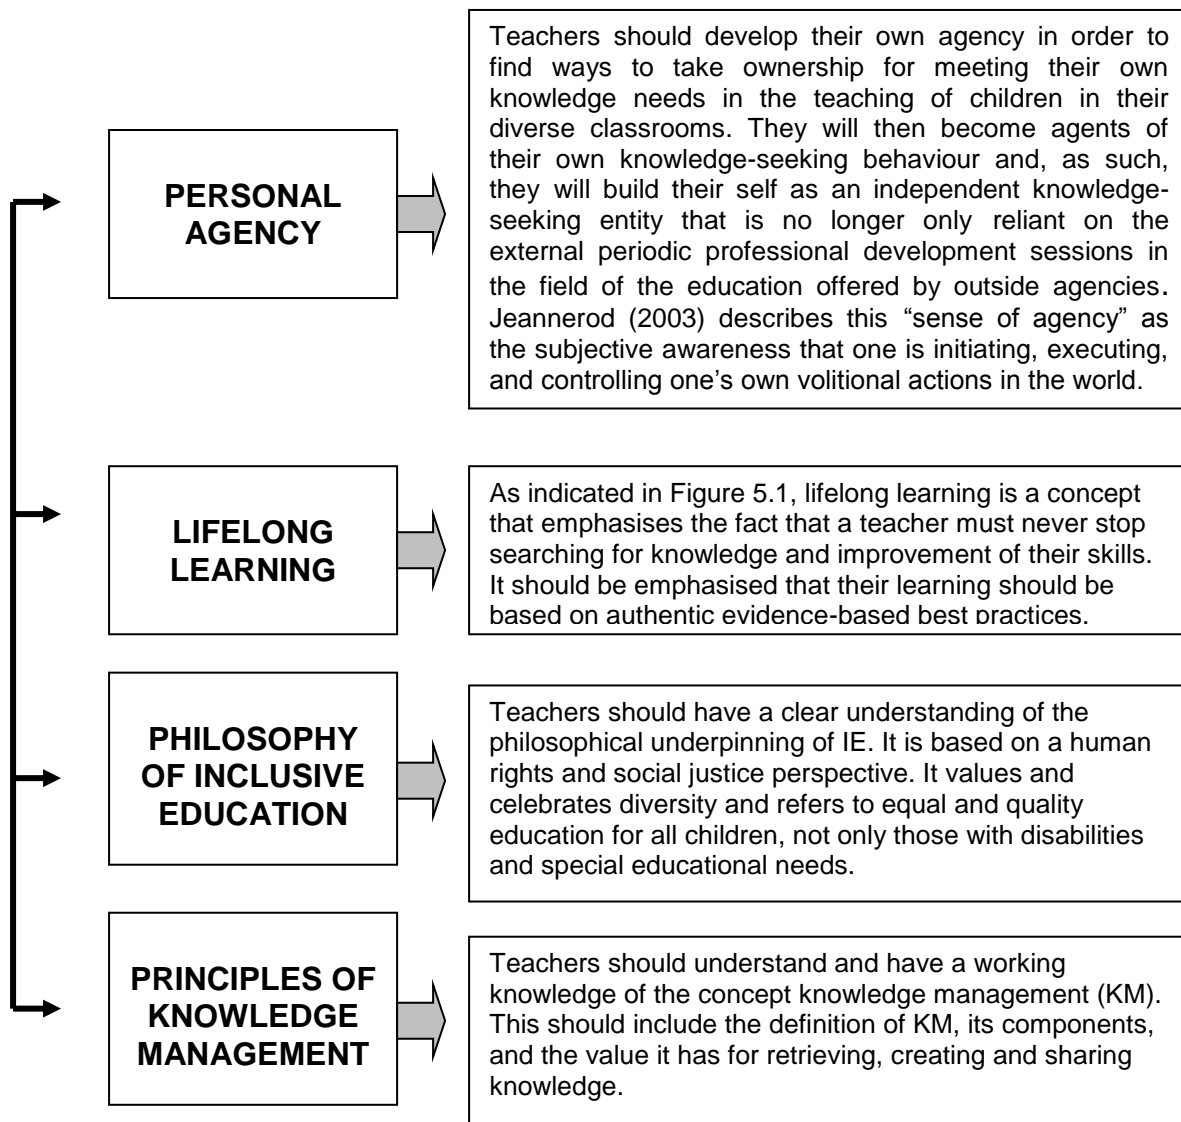 PERSONAL
AGENCY
Teachers should develop their own agency in order to
find ways to take ownership for meeting their own
knowledge needs in the teaching of children in their
diverse classrooms. They will then become agents of
their own knowledge-seeking behaviour and, as such,
they will build their self as an independent knowledge-
seeking entity that is no longer only reliant on the
external periodic professional development sessions in
the field of the education offered by outside agencies.
Jeannerod (2003) describes this “sense of agency” as
the subjective awareness that one is initiating, executing,
and controlling one’s own volitional actions in the world.
LIFELONG
LEARNING
As indicated in Figure 5.1, lifelong learning is a concept
that emphasises the fact that a teacher must never stop
searching for knowledge and improvement of their skills.
It should be emphasised that their learning should be
based on authentic evidence-based best practices.
PHILOSOPHY
OF INCLUSIVE
EDUCATION
Teachers should have a clear understanding of the
philosophical underpinning of IE. It is based on a human
rights and social justice perspective. It values and
celebrates diversity and refers to equal and quality
education for all children, not only those with disabilities
and special educational needs.
PRINCIPLES OF
KNOWLEDGE
MANAGEMENT
Teachers should understand and have a working
knowledge of the concept knowledge management (KM).
This should include the definition of KM, its components,
and the value it has for retrieving, creating and sharing
knowledge.